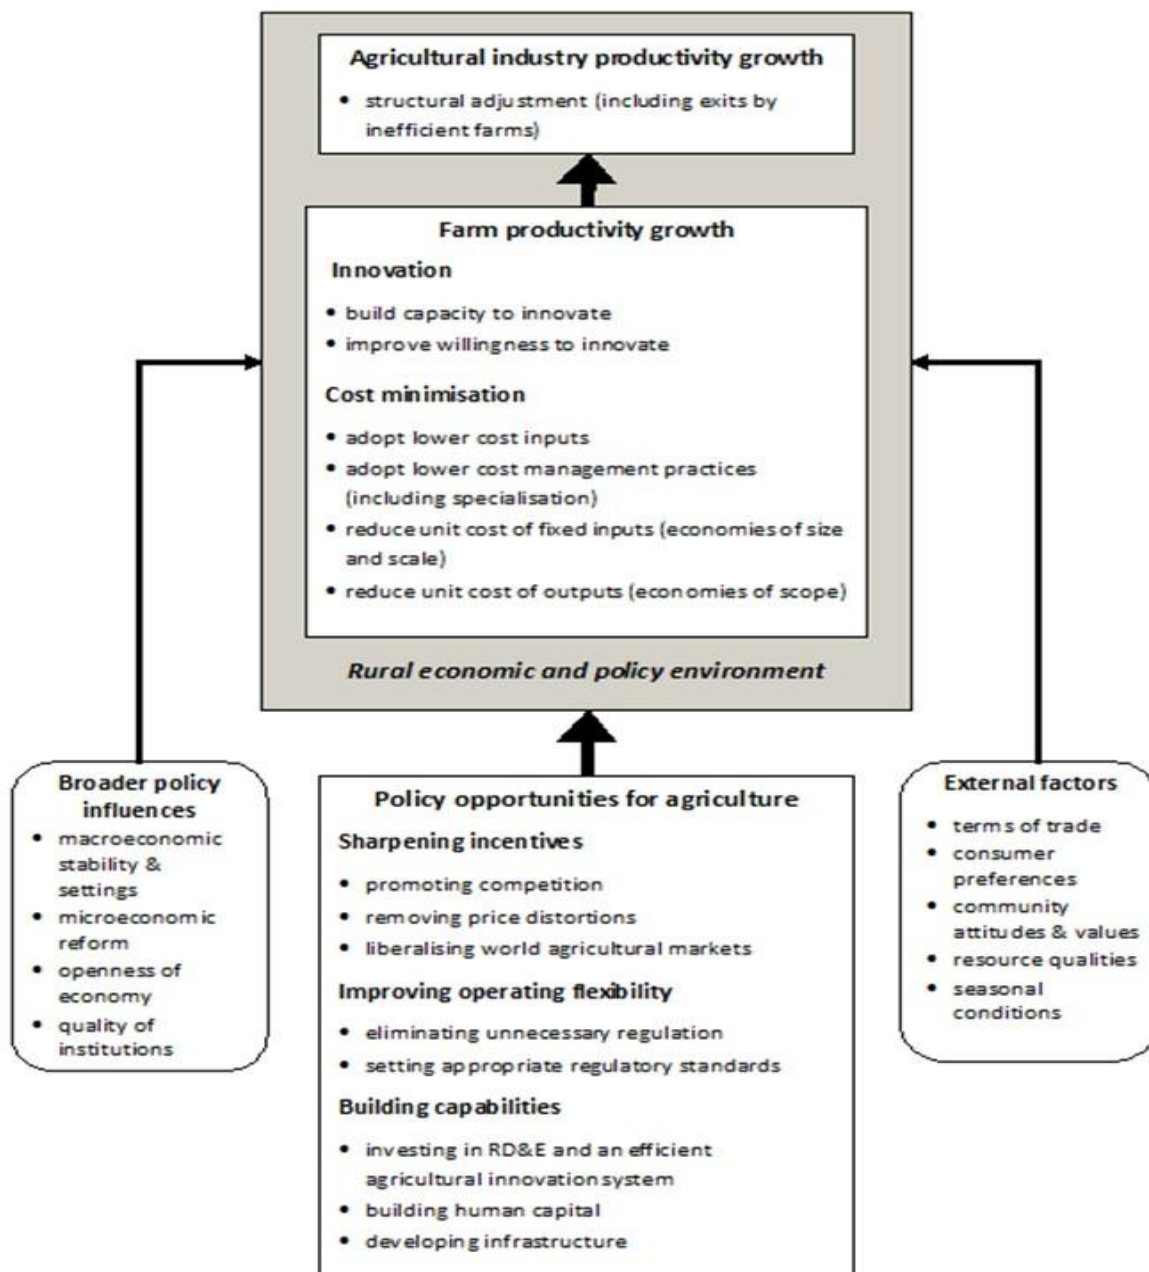 Agricultural industry productivity growth
• structural adjustment (including exits by
inefficient farms)
Farm productivity growth
Innovation
• build capacity to innovate
• improve willingness to innovate
Cost minimisation
• adopt lower cost inputs
• adopt lower cost management practices
(including specialisation)
• reduce unit cost of fixed inputs (economies of size
and scale)
• reduce unit cost of outputs (economies of scope)
Rural economic and policy environment
Broader policy
influences
• macroeconomic
stability &
settings
• microeconomic
reform
• openness of
economy
• quality of
institutions
Policy opportunities for agriculture
Sharpening incentives
• promoting competition
• removing price distortions
• liberalising world agricultural markets
Improving operating flexibility
• eliminating unnecessary regulation
• setting appropriate regulatory standards
Building capabilities
• investing in RD&E and an efficient
agricultural innovation system
• building human capital
• developing infrastructure
External factors
• terms of trade
• consumer
preferences
• community
attitudes & values
• resource qualities
• seasonal
conditions